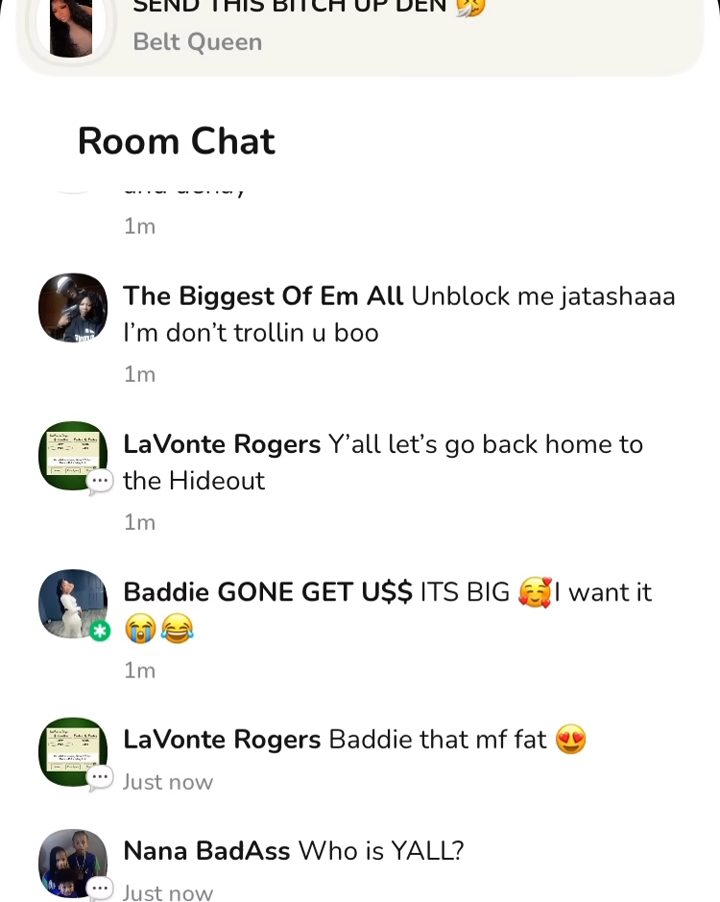 SEND THIS BITCH UP DEN 🤧
Belt Queen
Room Chat
1m
The Biggest Of Em All Unblock me jatashaaa
I'm don't trollin u boo
1m
LaVonte Rogers Y'all let's go back home to
the Hideout
1m
Baddie GONE GET U$$ ITS BIG 🥰I want it
😭😂
1m
LaVonte Rogers Baddie that mf fat 😍
Just now
Nana BadAss Who is YALL?
Just now